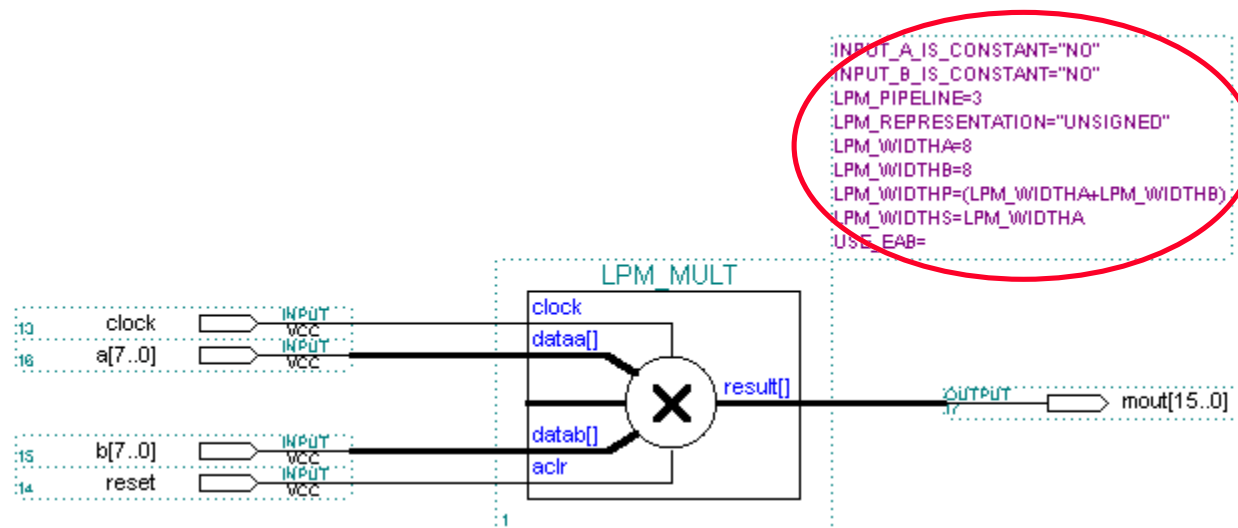 INPUT_A_IS_CONSTANT="NO"
INPUT_B_IS_CONSTANT="NO"
LPM_PIPELINE=3
LPM_REPRESENTATION="UNSIGNED"
LPM_WIDTHA=8
LPM_WIDTHB=8
LPM_WIDTHP=(LPM_WIDTHA+LPM_WIDTHB)
LPM_WIDTHS=LPM_WIDTHA
USE_EAB=
LPM_MULT
clock
13 clock INPUT VCC
dataa[]
16 a[7..0] INPUT VCC
result[]
OUTPUT
17 mout[15..0]
datab[]
15 b[7..0] INPUT VCC
aclr
14 reset INPUT VCC
1